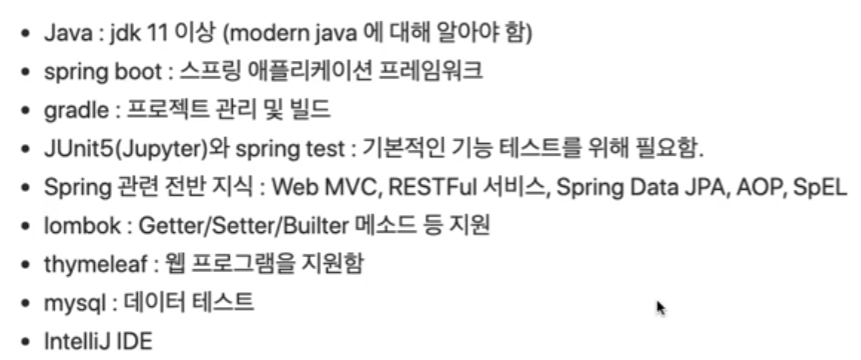 • Java : jdk 11 이상 (modern java 에 대해 알아야 함)
• spring boot : 스프링 애플리케이션 프레임워크
• gradle : 프로젝트 관리 및 빌드
• JUnit5(Jupyter)와 spring test : 기본적인 기능 테스트를 위해 필요함.
• Spring 관련 전반 지식 : Web MVC, RESTFul 서비스, Spring Data JPA, AOP, SpEL
• lombok : Getter/Setter/Builter 메소드 등 지원
• thymeleaf : 웹 프로그램을 지원함
• mysql : 데이터 테스트
• IntelliJ IDE